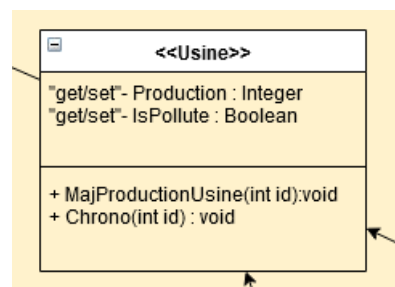 <<Usine>>
"get/set"- Production : Integer
"get/set"- IsPollute : Boolean
+ MajProductionUsine(int id):void
+ Chrono(int id) : void